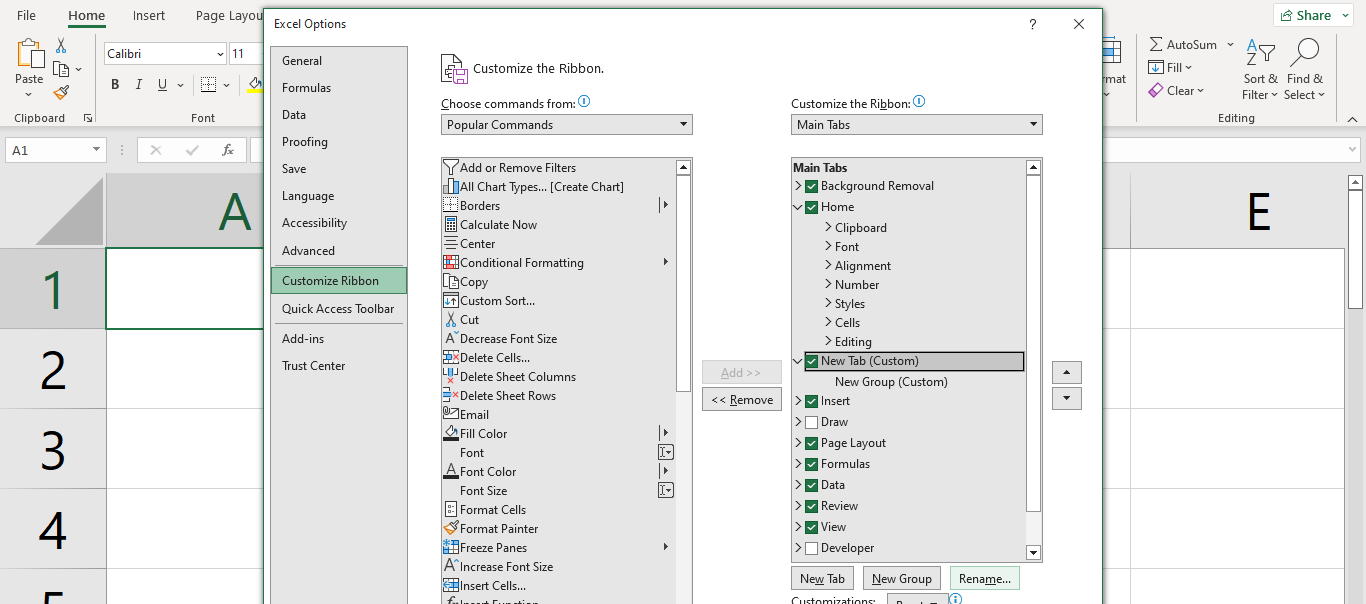 File Home Insert Page Layou
Excel Options
?
Share
Paste
Clipboard
Calibri 11
B I U
Font
mat
AutoSum
Fill
Clear
Sort & Filter
Find & Select
Editing
A1
fx
A
E
1
2
3
4
General
Formulas
Data
Proofing
Save
Language
Accessibility
Advanced
Customize Ribbon
Quick Access Toolbar
Add-ins
Trust Center
Customize the Ribbon.
Choose commands from:
Popular Commands
Add or Remove Filters
All Chart Types... [Create Chart]
Borders
Calculate Now
Center
Conditional Formatting
Copy
Custom Sort...
Cut
Decrease Font Size
Delete Cells...
Delete Sheet Columns
Delete Sheet Rows
Email
Fill Color
Font
Font Color
Font Size
Format Cells
Format Painter
Freeze Panes
Increase Font Size
Insert Cells...
Insert Function
Add >>
<< Remove
Customize the Ribbon:
Main Tabs
Main Tabs
Background Removal
Home
Clipboard
Font
Alignment
Number
Styles
Cells
Editing
New Tab (Custom)
New Group (Custom)
Insert
Draw
Page Layout
Formulas
Data
Review
View
Developer
New Tab New Group Rename...
Customizations: